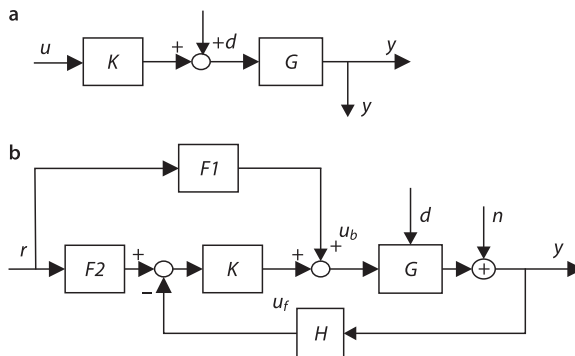 a
u K + +d G y
y
b
F1
r F2 + − K + + u_b d G n + y
u_f H